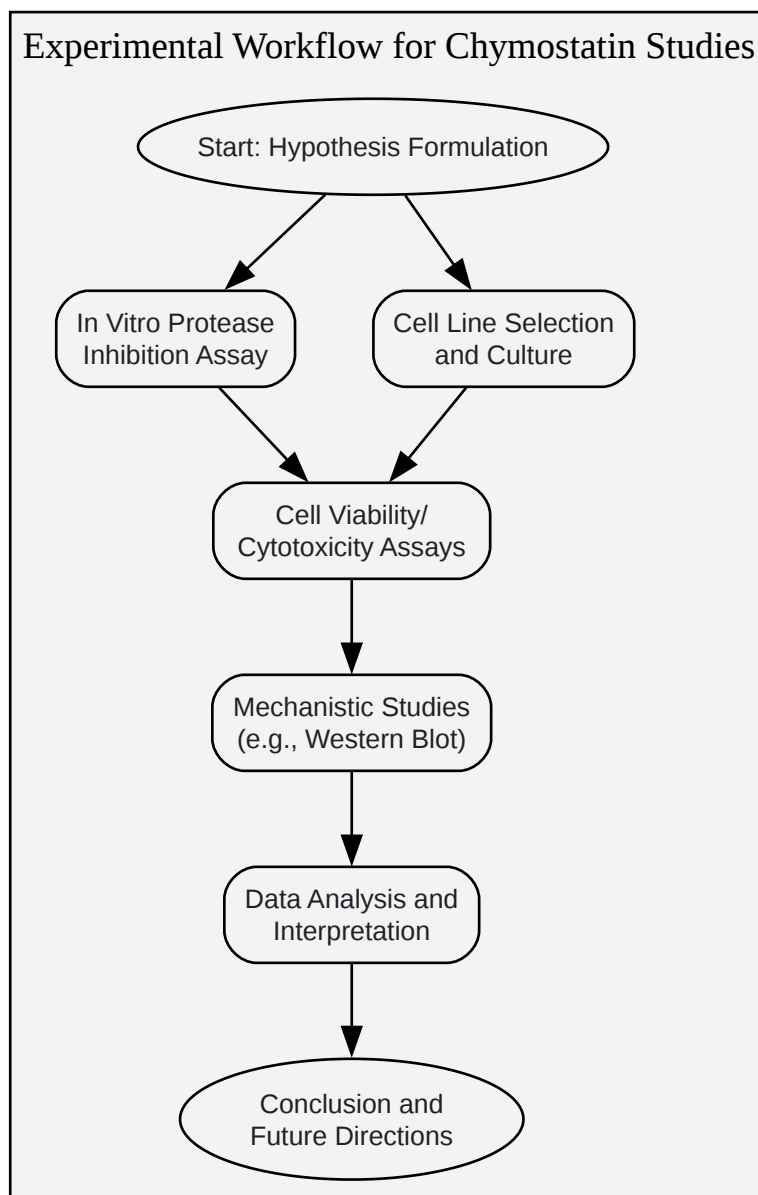 Experimental Workflow for Chymostatin Studies
Start: Hypothesis Formulation
In Vitro Protease
Inhibition Assay
Cell Line Selection
and Culture
Cell Viability/
Cytotoxicity Assays
Mechanistic Studies
(e.g., Western Blot)
Data Analysis and
Interpretation
Conclusion and
Future Directions